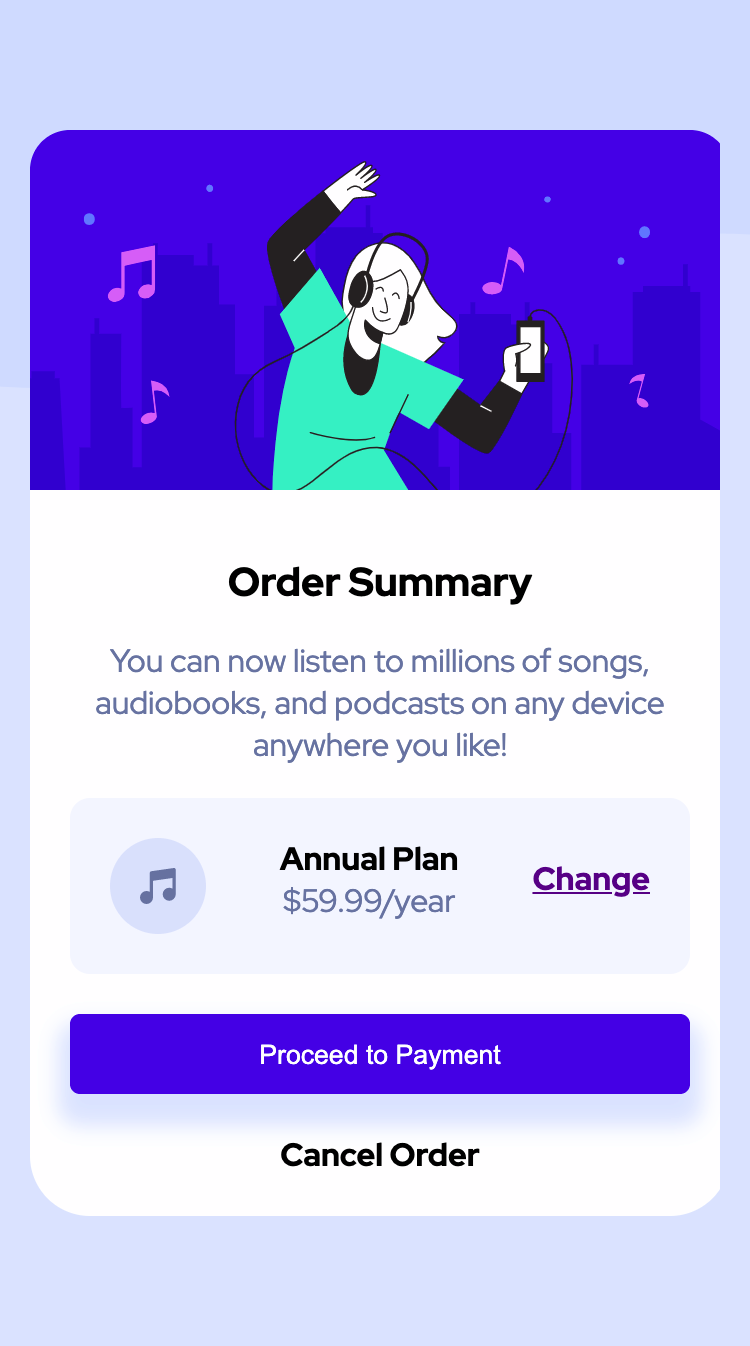 Order Summary
You can now listen to millions of songs,
audiobooks, and podcasts on any device
anywhere you like!
Annual Plan
$59.99/year
Change
Proceed to Payment
Cancel Order